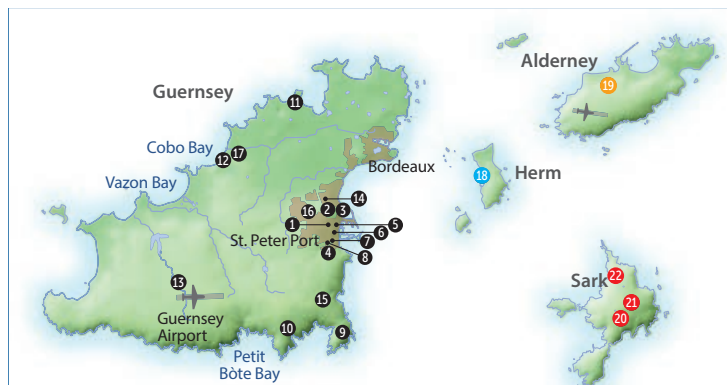 Alderney
19
Guernsey
11
Cobo Bay
17
12
Bordeaux
18
Herm
Vazon Bay
14
16
2
3
1
5
6
St. Peter Port
7
4
8
Sark
22
13
21
15
20
Guernsey
Airport
10
9
Petit
Bòte Bay